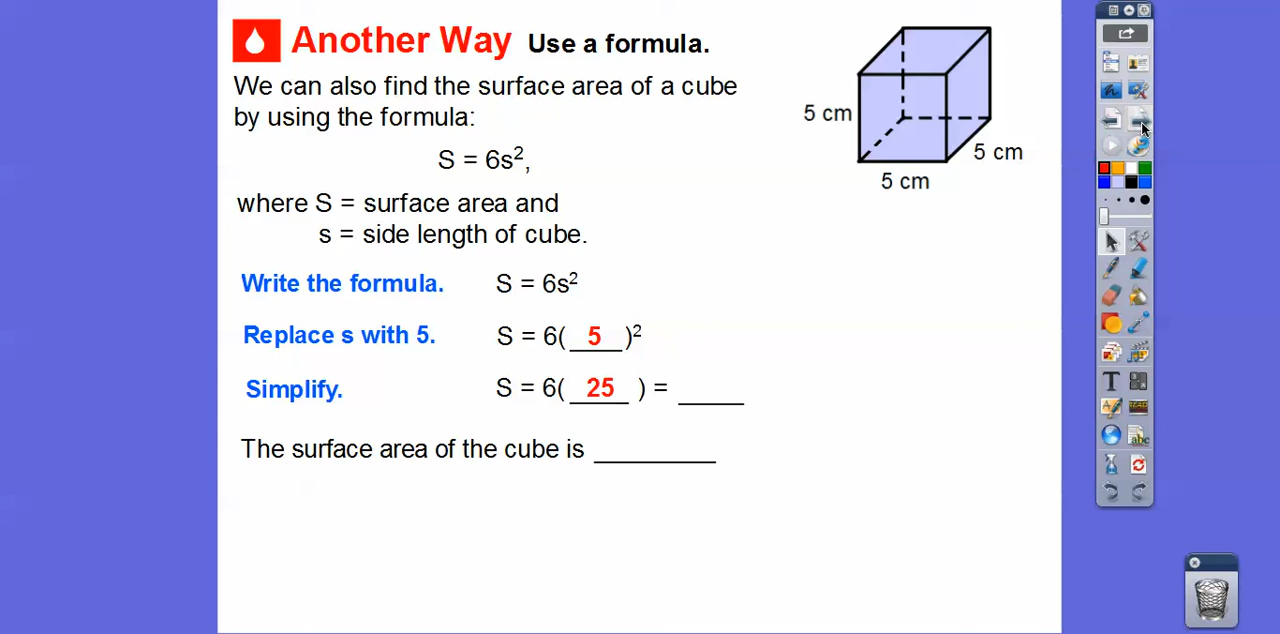 Another Way Use a formula.
We can also find the surface area of a cube
by using the formula:
S = 6s²,
where S = surface area and
s = side length of cube.
Write the formula. S = 6s²
Replace s with 5. S = 6( 5 )²
Simplify. S = 6( 25 ) = ____
The surface area of the cube is ________
5 cm
5 cm
5 cm